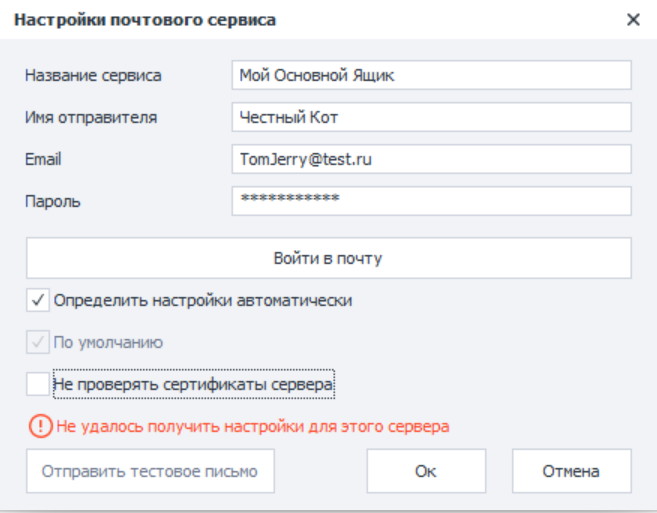 Настройки почтового сервиса
Название сервиса Мой Основной Ящик
Имя отправителя Честный Кот
Email TomJerry@test.ru
Пароль ***********
Войти в почту
Определить настройки автоматически
По умолчанию
Не проверять сертификаты сервера
Не удалось получить настройки для этого сервера
Отправить тестовое письмо Ок Отмена